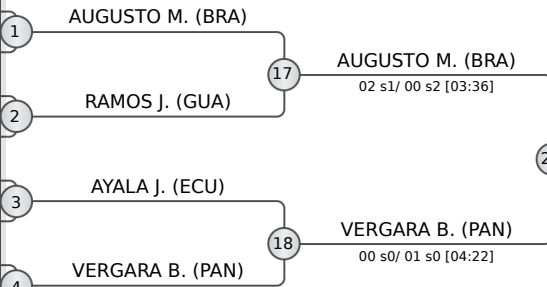 AUGUSTO M. (BRA)
1
17
AUGUSTO M. (BRA)
02 s1/ 00 s2 [03:36]
RAMOS J. (GUA)
2
AYALA J. (ECU)
3
18
VERGARA B. (PAN)
00 s0/ 01 s0 [04:22]
VERGARA B. (PAN)
4